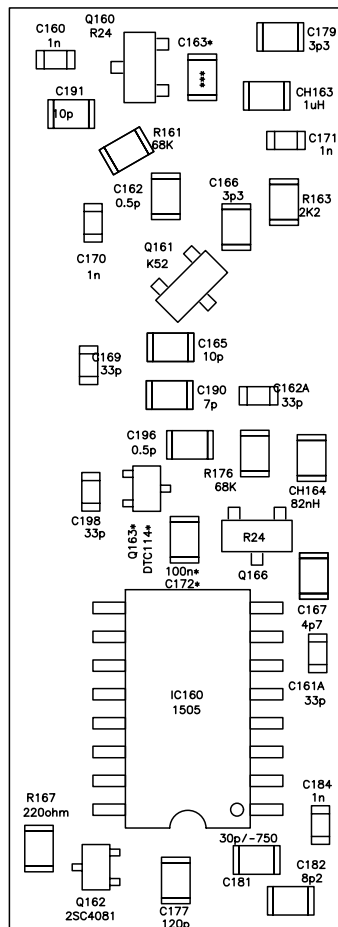 C160
1n
Q160
R24
C163*
***
C179
3p3
C191
10p
CH163
1uH
R161
68K
C171
1n
C162
0.5p
C166
3p3
R163
2K2
C170
1n
Q161
K52
C165
10p
C169
33p
C190
7p
C162A
33p
C196
0.5p
R176
68K
CH164
82nH
C198
33p
Q163*
DTC114*
100n*
C172*
R24
Q166
C167
4p7
IC160
1505
C161A
33p
R167
220ohm
C184
1n
30p/-750
C181
C182
8p2
Q162
2SC4081
C177
120p